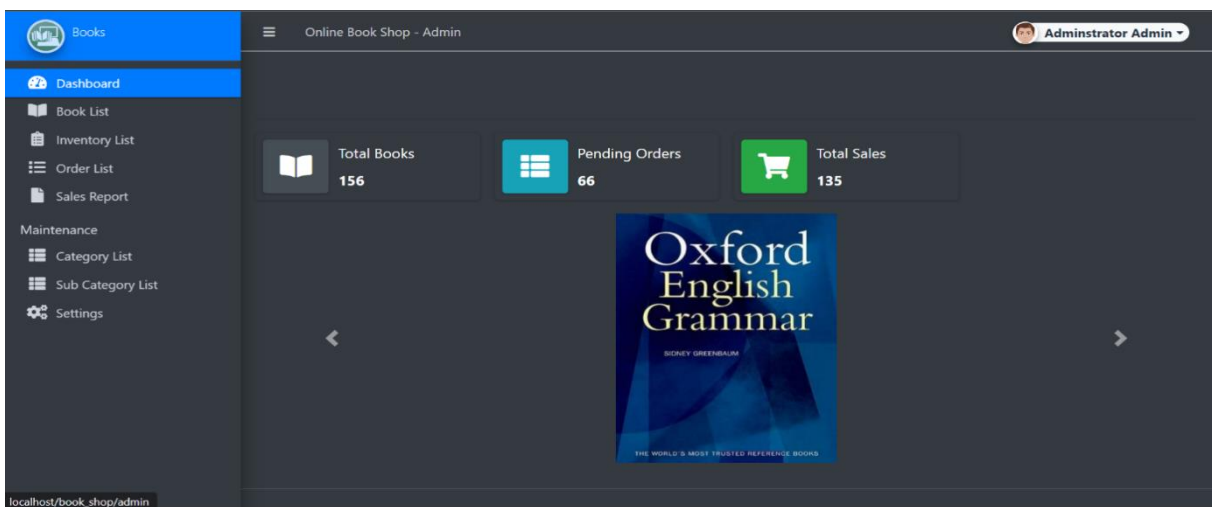 Books
Online Book Shop - Admin
Adminstrator Admin
Dashboard
Book List
Inventory List
Order List
Sales Report
Maintenance
Category List
Sub Category List
Settings
Total Books
156
Pending Orders
66
Total Sales
135
Oxford
English
Grammar
SIDNEY GREENBAUM
THE WORLD'S MOST TRUSTED REFERENCE BOOKS
localhost/book_shop/admin